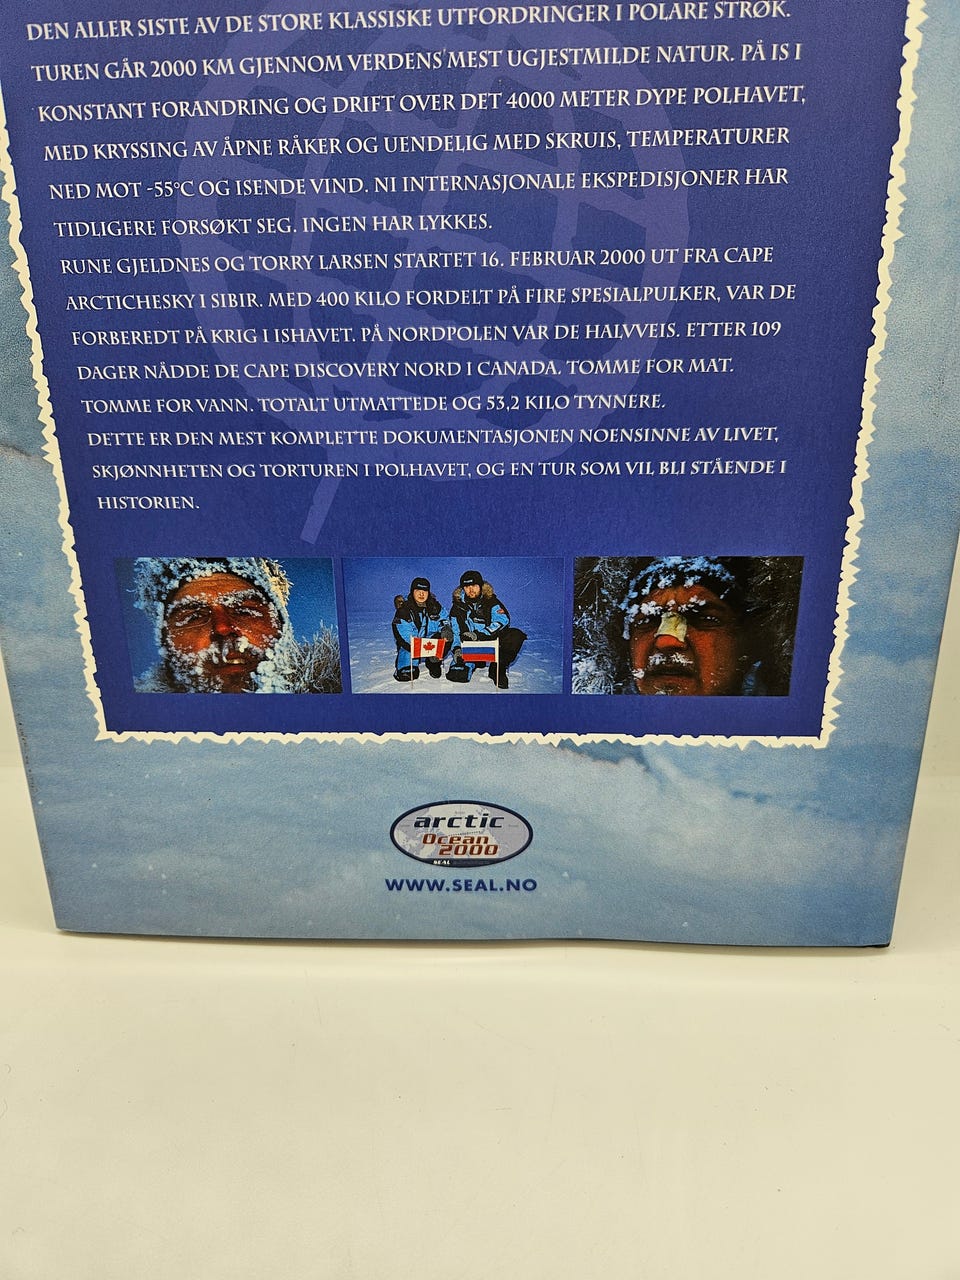 DEN ALLER SISTE AV DE STORE KLASSISKE UTFORDRINGER I POLARE STRØK.
TUREN GÅR 2000 KM GJENNOM VERDENS MEST UGJESTMILDE NATUR. PÅ IS I
KONSTANT FORANDRING OG DRIFT OVER DET 4000 METER DYPE POLHAVET,
MED KRYSSING AV ÅPNE RÅKER OG UENDELIG MED SKRUIS, TEMPERATURER
NED MOT -55°C OG ISENDE VIND. NI INTERNASJONALE EKSPEDISJONER HAR
TIDLIGERE FORSØKT SEG. INGEN HAR LYKKES.
RUNE GJELDNES OG TORRY LARSEN STARTET 16. FEBRUAR 2000 UT FRA CAPE
ARCTICHESKY I SIBIR. MED 400 KILO FORDELT PÅ FIRE SPESIALPULKER, VAR DE
FORBEREDT PÅ KRIG I ISHAVET. PÅ NORDPOLEN VAR DE HALVVEIS. ETTER 109
DAGER NÅDDE DE CAPE DISCOVERY NORD I CANADA. TOMME FOR MAT.
TOMME FOR VANN. TOTALT UTMATTEDE OG 53,2 KILO TYNNERE.
DETTE ER DEN MEST KOMPLETTE DOKUMENTASJONEN NOENSINNE AV LIVET,
SKJØNNHETEN OG TORTUREN I POLHAVET, OG EN TUR SOM VIL BLI STÅENDE I
HISTORIEN.
arctic
Ocean
2000
SEAL
WWW.SEAL.NO